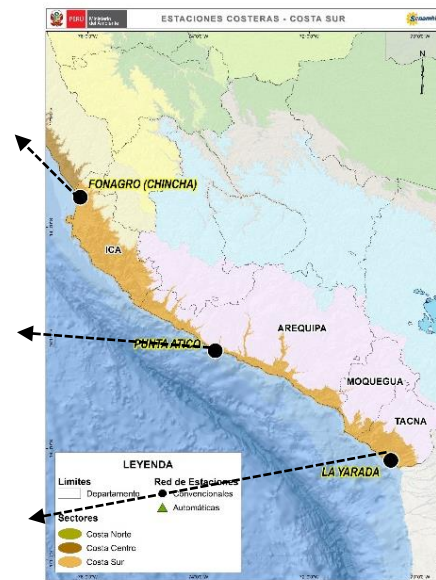 PERÚ
Ministerio
del Ambiente
ESTACIONES COSTERAS - COSTA SUR
Senamhi
N
FONAGRO (CHINCHA)
ICA
AREQUIPA
PUNTA ATICO
MOQUEGUA
TACNA
LA YARADA
LEYENDA
Limites
Departamento
Red de Estaciones
Convencionales
Automáticas
Sectores
Costa Norte
Costa Centre
Costa Sur